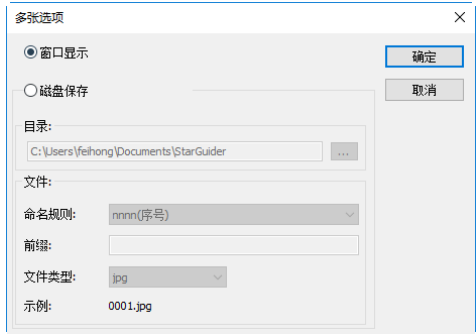 多张选项
窗口显示
确定
磁盘保存
取消
目录:
C:\Users\feihong\Documents\StarGuider
...
文件:
命名规则: nnnn(序号)
前缀:
文件类型: jpg
示例: 0001.jpg